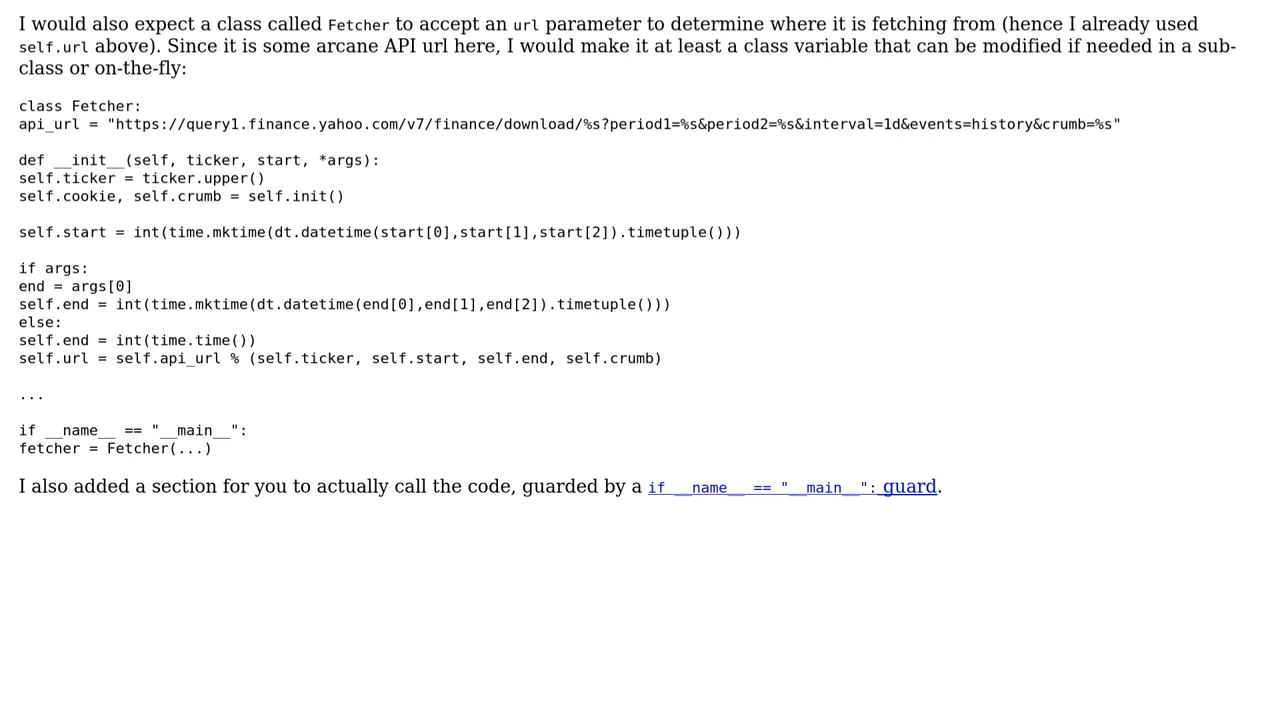 I would also expect a class called Fetcher to accept an url parameter to determine where it is fetching from (hence I already used
self.url above). Since it is some arcane API url here, I would make it at least a class variable that can be modified if needed in a sub-
class or on-the-fly:
class Fetcher:
api_url = "https://query1.finance.yahoo.com/v7/finance/download/%s?period1=%s&period2=%s&interval=1d&events=history&crumb=%s"
def __init__(self, ticker, start, *args):
self.ticker = ticker.upper()
self.cookie, self.crumb = self.init()
self.start = int(time.mktime(dt.datetime(start[0],start[1],start[2]).timetuple()))
if args:
end = args[0]
self.end = int(time.mktime(dt.datetime(end[0],end[1],end[2]).timetuple()))
else:
self.end = int(time.time())
self.url = self.api_url % (self.ticker, self.start, self.end, self.crumb)
...
if __name__ == "__main__":
fetcher = Fetcher(...)
I also added a section for you to actually call the code, guarded by a if __name__ == "__main__": guard.